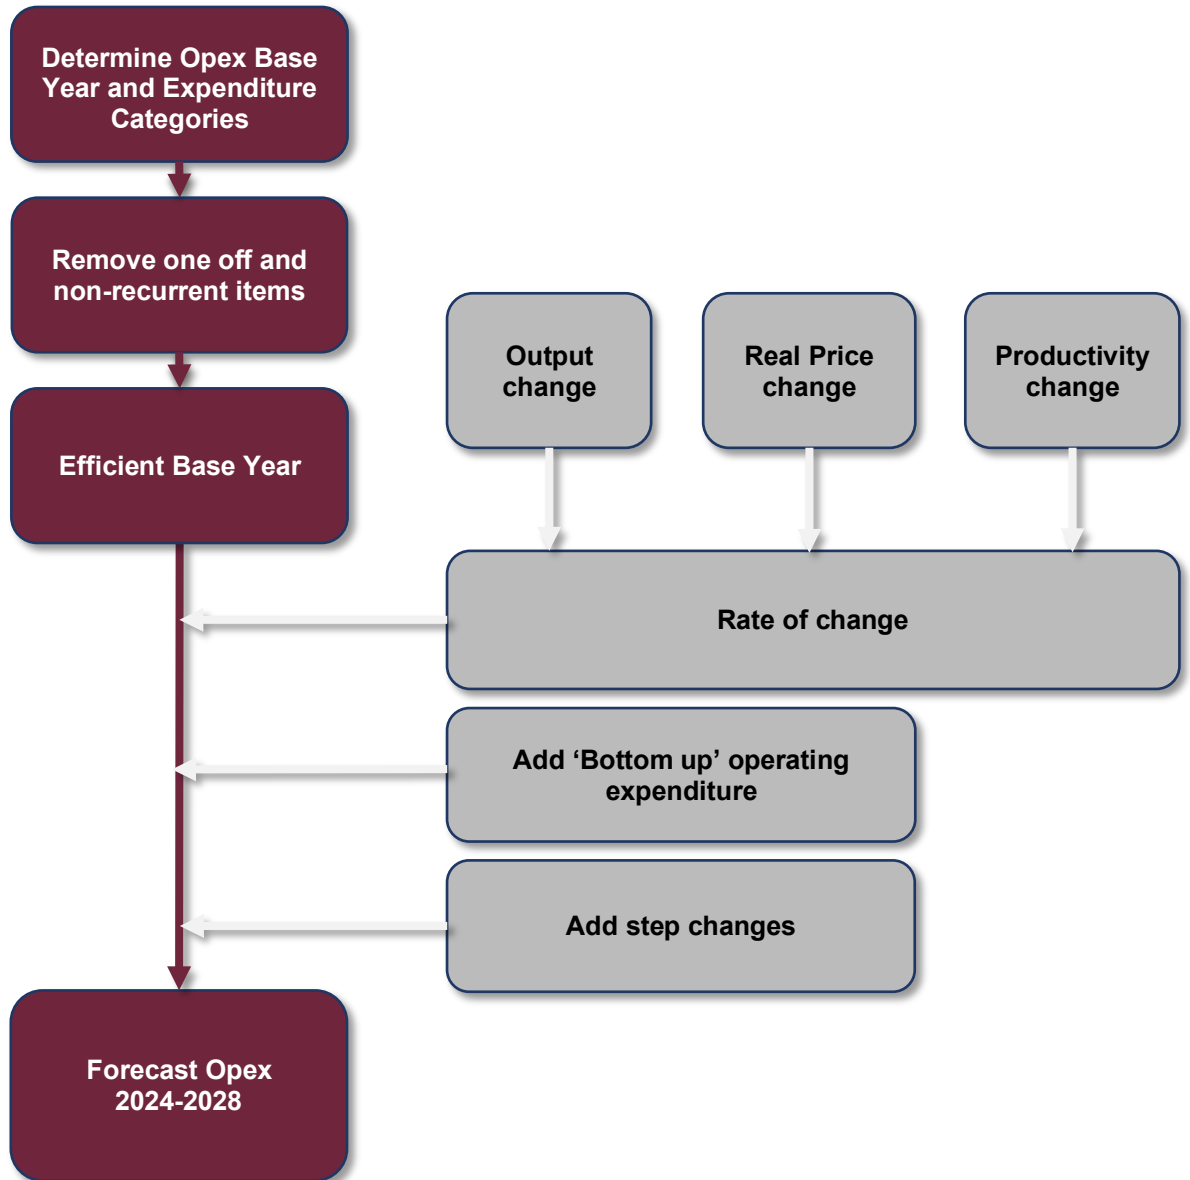 Determine Opex Base
Year and Expenditure
Categories
Remove one off and
non-recurrent items
Efficient Base Year
Output
change
Real Price
change
Productivity
change
Rate of change
Add ‘Bottom up’ operating
expenditure
Add step changes
Forecast Opex
2024-2028